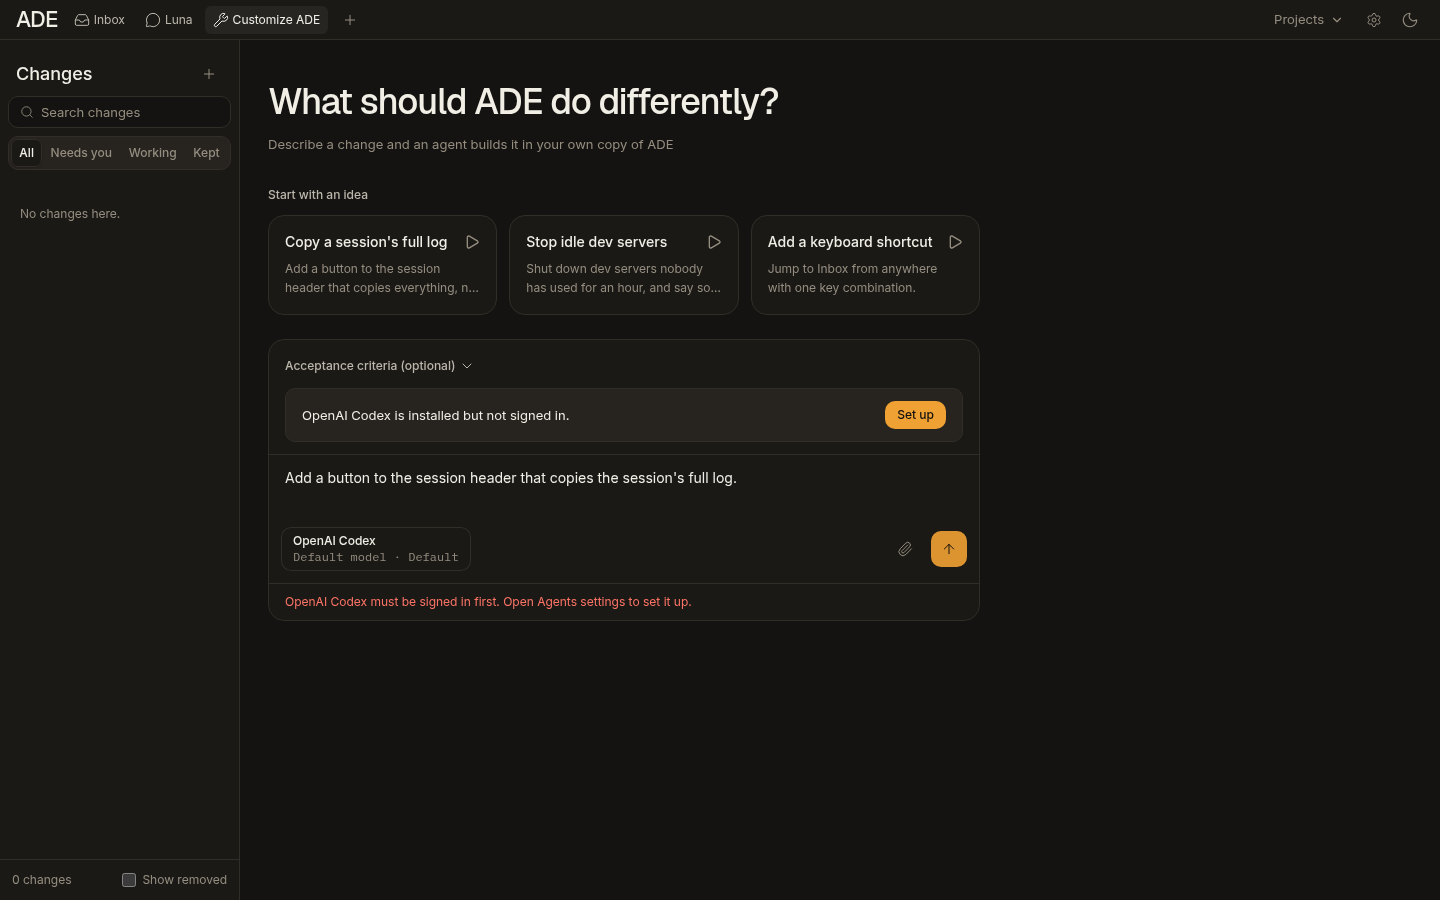 ADE
Inbox
Luna
Customize ADE
Projects
Changes
Search changes
All
Needs you
Working
Kept
No changes here.
0 changes
Show removed
What should ADE do differently?
Describe a change and an agent builds it in your own copy of ADE
Start with an idea
Copy a session's full log
Add a button to the session
header that copies everything, n...
Stop idle dev servers
Shut down dev servers nobody
has used for an hour, and say so...
Add a keyboard shortcut
Jump to Inbox from anywhere
with one key combination.
Acceptance criteria (optional)
OpenAI Codex is installed but not signed in.
Set up
Add a button to the session header that copies the session's full log.
OpenAI Codex
Default model · Default
OpenAI Codex must be signed in first. Open Agents settings to set it up.